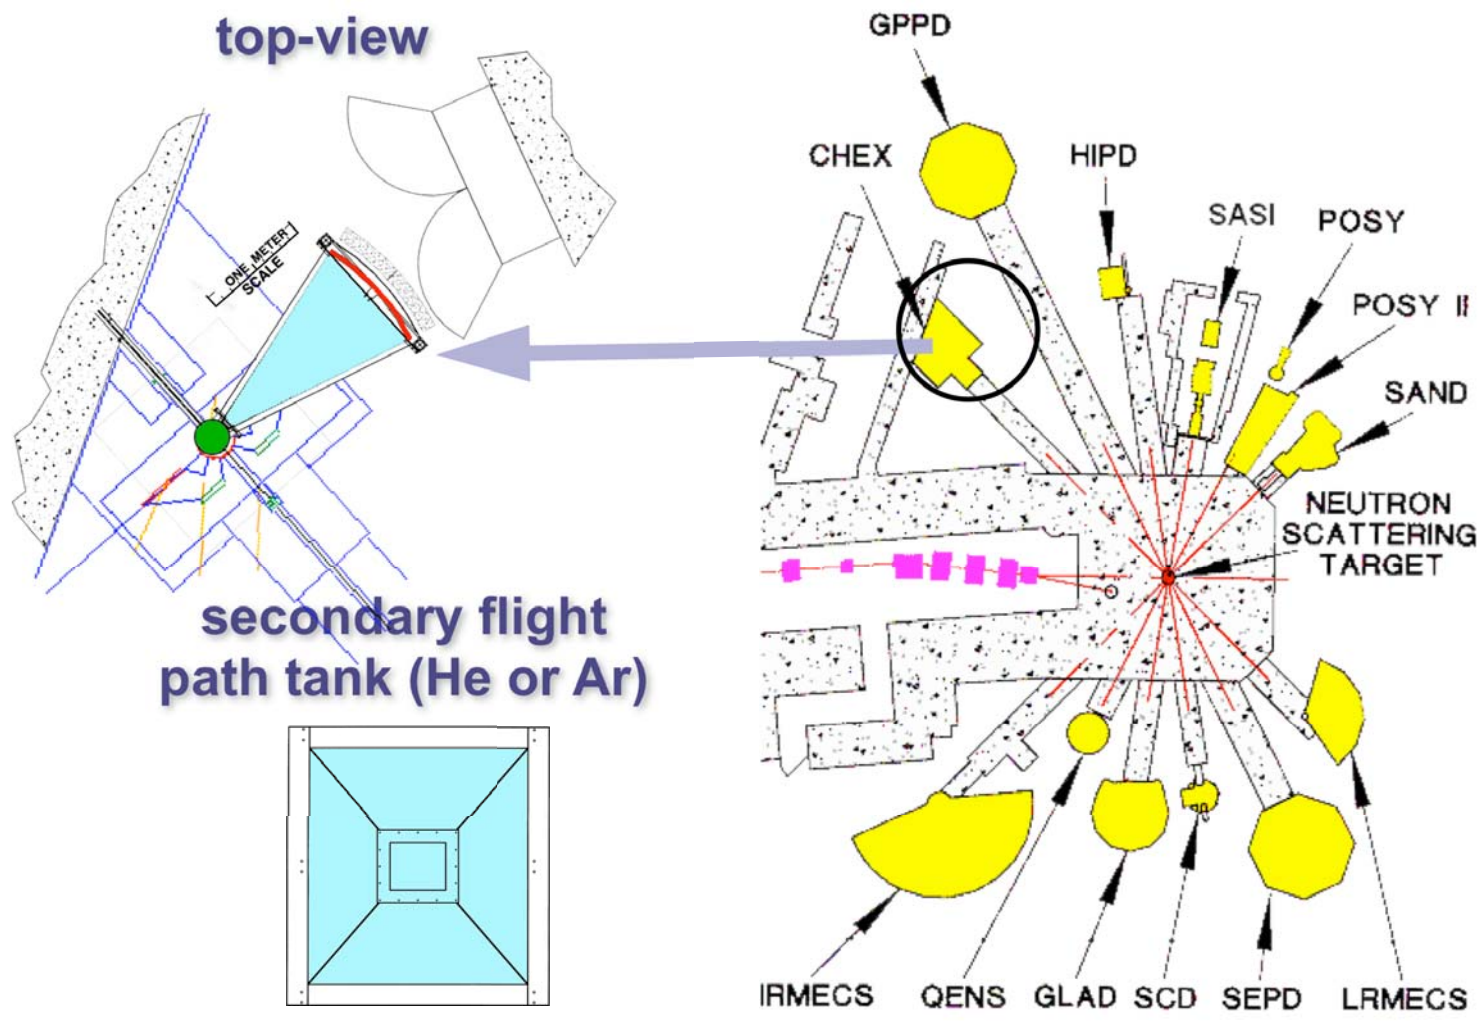 top-view
ONE METER
SCALE
secondary flight
path tank (He or Ar)
GPPD
CHEX
HIPD
SASI
POSY
POSY II
SAND
NEUTRON
SCATTERING
TARGET
HRMECS
QENS
GLAD
SCD
SEPD
LRMECS